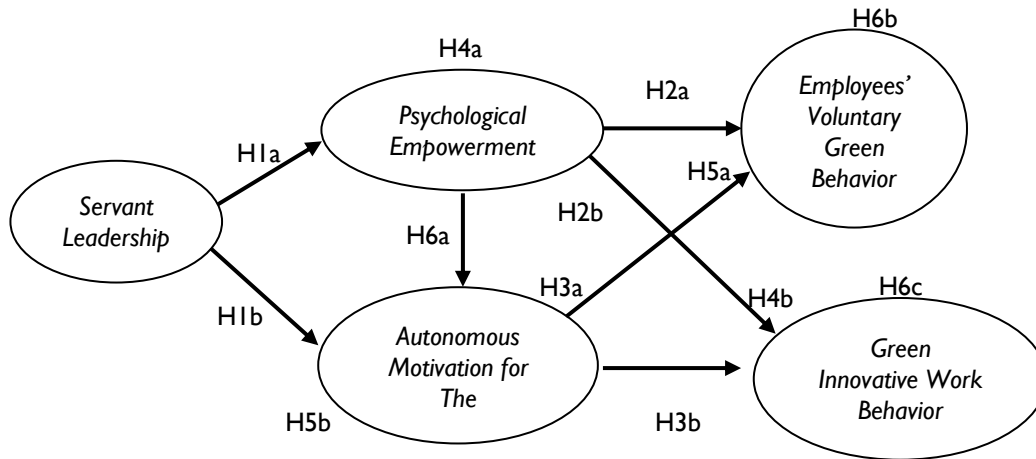 H6b
H4a
Employees'
Voluntary
Green
Behavior
H2a
Psychological
Empowerment
H1a
H5a
Servant
Leadership
H2b
H6a
H3a
H6c
H4b
H1b
Autonomous
Motivation for
The
Green
Innovative Work
Behavior
H5b
H3b